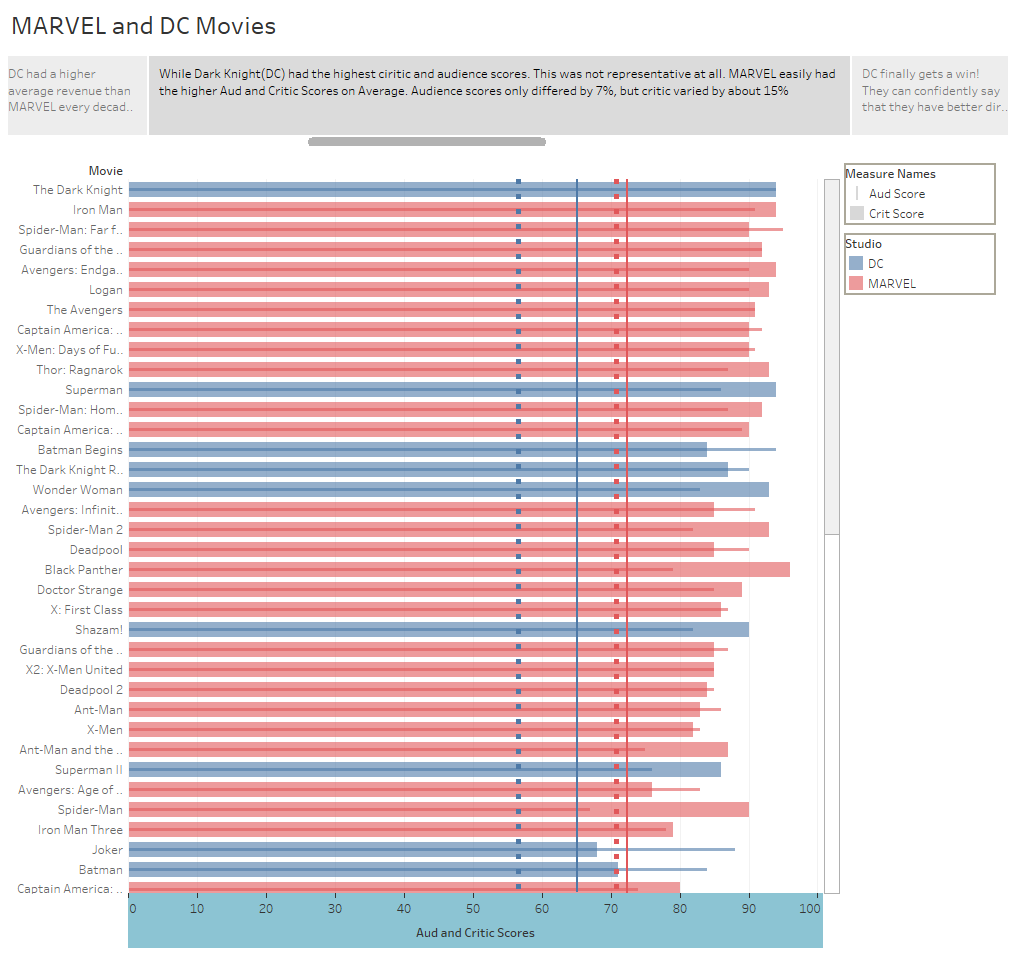 MARVEL and DC Movies
DC had a higher
average revenue than
MARVEL every decad..
While Dark Knight(DC) had the highest ciritic and audience scores. This was not representative at all. MARVEL easily had
the higher Aud and Critic Scores on Average. Audience scores only differed by 7%, but critic varied by about 15%
DC finally gets a win!
They can confidently say
that they have better dir..
Movie
The Dark Knight
Iron Man
Spider-Man: Far f..
Guardians of the ..
Avengers: Endga..
Logan
The Avengers
Captain America: ..
X-Men: Days of Fu..
Thor: Ragnarok
Superman
Spider-Man: Hom..
Captain America: ..
Batman Begins
The Dark Knight R..
Wonder Woman
Avengers: Infinit..
Spider-Man 2
Deadpool
Black Panther
Doctor Strange
X: First Class
Shazam!
Guardians of the ..
X2: X-Men United
Deadpool 2
Ant-Man
X-Men
Ant-Man and the ..
Superman II
Avengers: Age of ..
Spider-Man
Iron Man Three
Joker
Batman
Captain America: ..
0 10 20 30 40 50 60 70 80 90 100
Aud and Critic Scores
Measure Names
Aud Score
Crit Score
Studio
DC
MARVEL